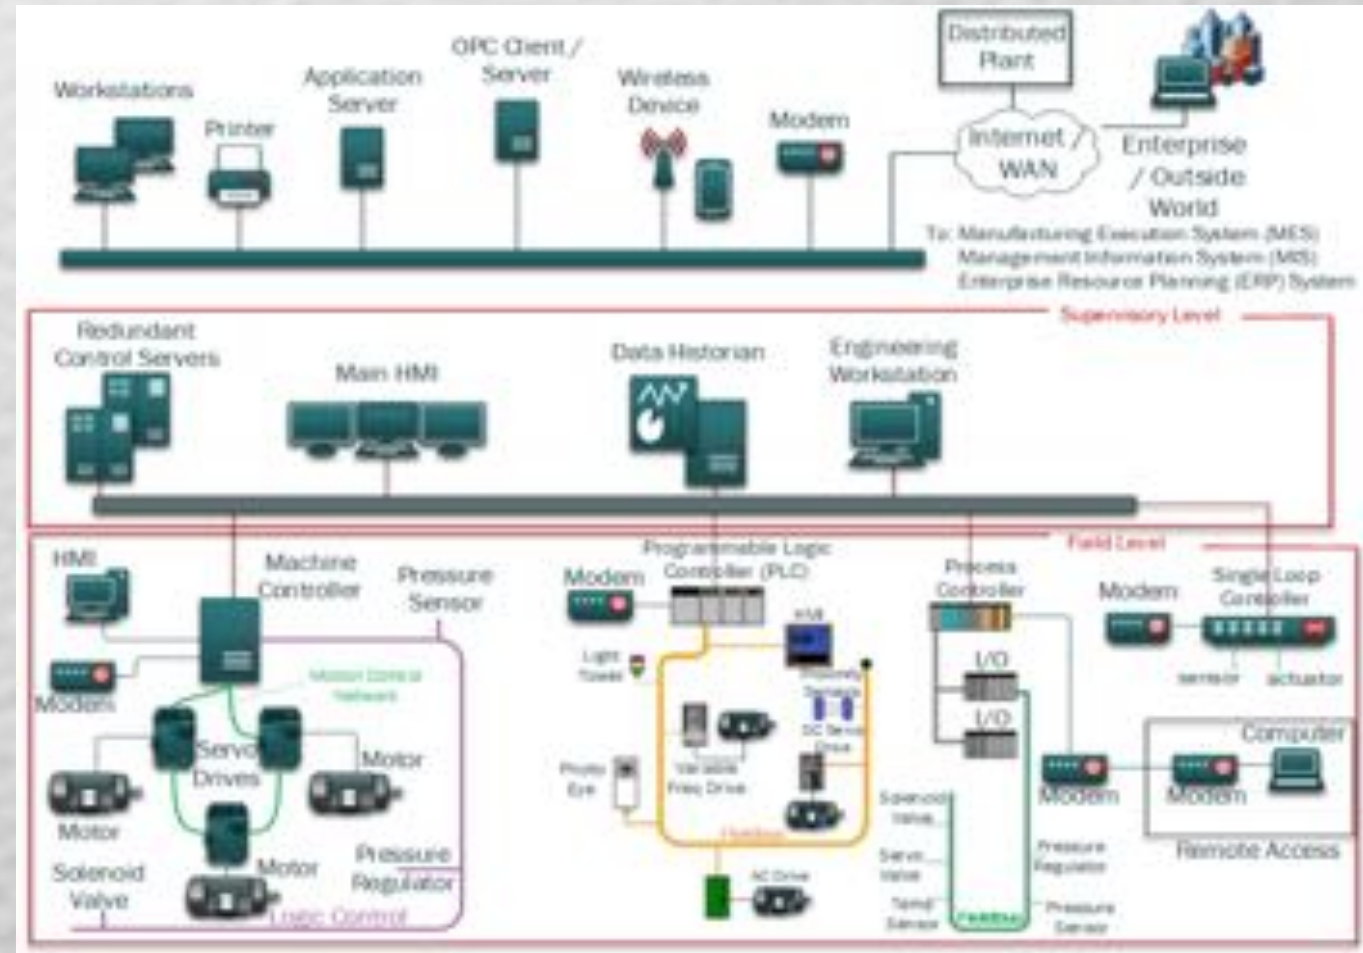 Workstations
Printer
Application
Server
OPC Client /
Server
Wireless
Device
Modem
Distributed
Plant
Internet /
WAN
Enterprise
/ Outside
World
To: Manufacturing Execution System (MES)
Management Information System (MIS)
Enterprise Resource Planning (ERP) System
Supervisory Level
Redundant
Control Servers
Main HMI
Data Historian
Engineering
Workstation
Field Level
HMI
Machine
Controller
Pressure
Sensor
Modem
Motor Control
Network
Servo
Drives
Motor
Motor
Motor
Solenoid
Valve
Pressure
Regulator
Logic Control
Programmable Logic
Controller (PLC)
Modem
HMI
Light
Tower
Proximity
Sensors
DC Servo
Drive
Variable
Freq Drive
Photo
Eye
Fieldbus
AC Drive
Process
Controller
I/O
I/O
Modem
Solenoid
Valve
Servo
Valve
Temp
Sensor
Fieldbus
Pressure
Regulator
Pressure
Sensor
Single Loop
Controller
Modem
sensor
actuator
Computer
Modem
Remote Access